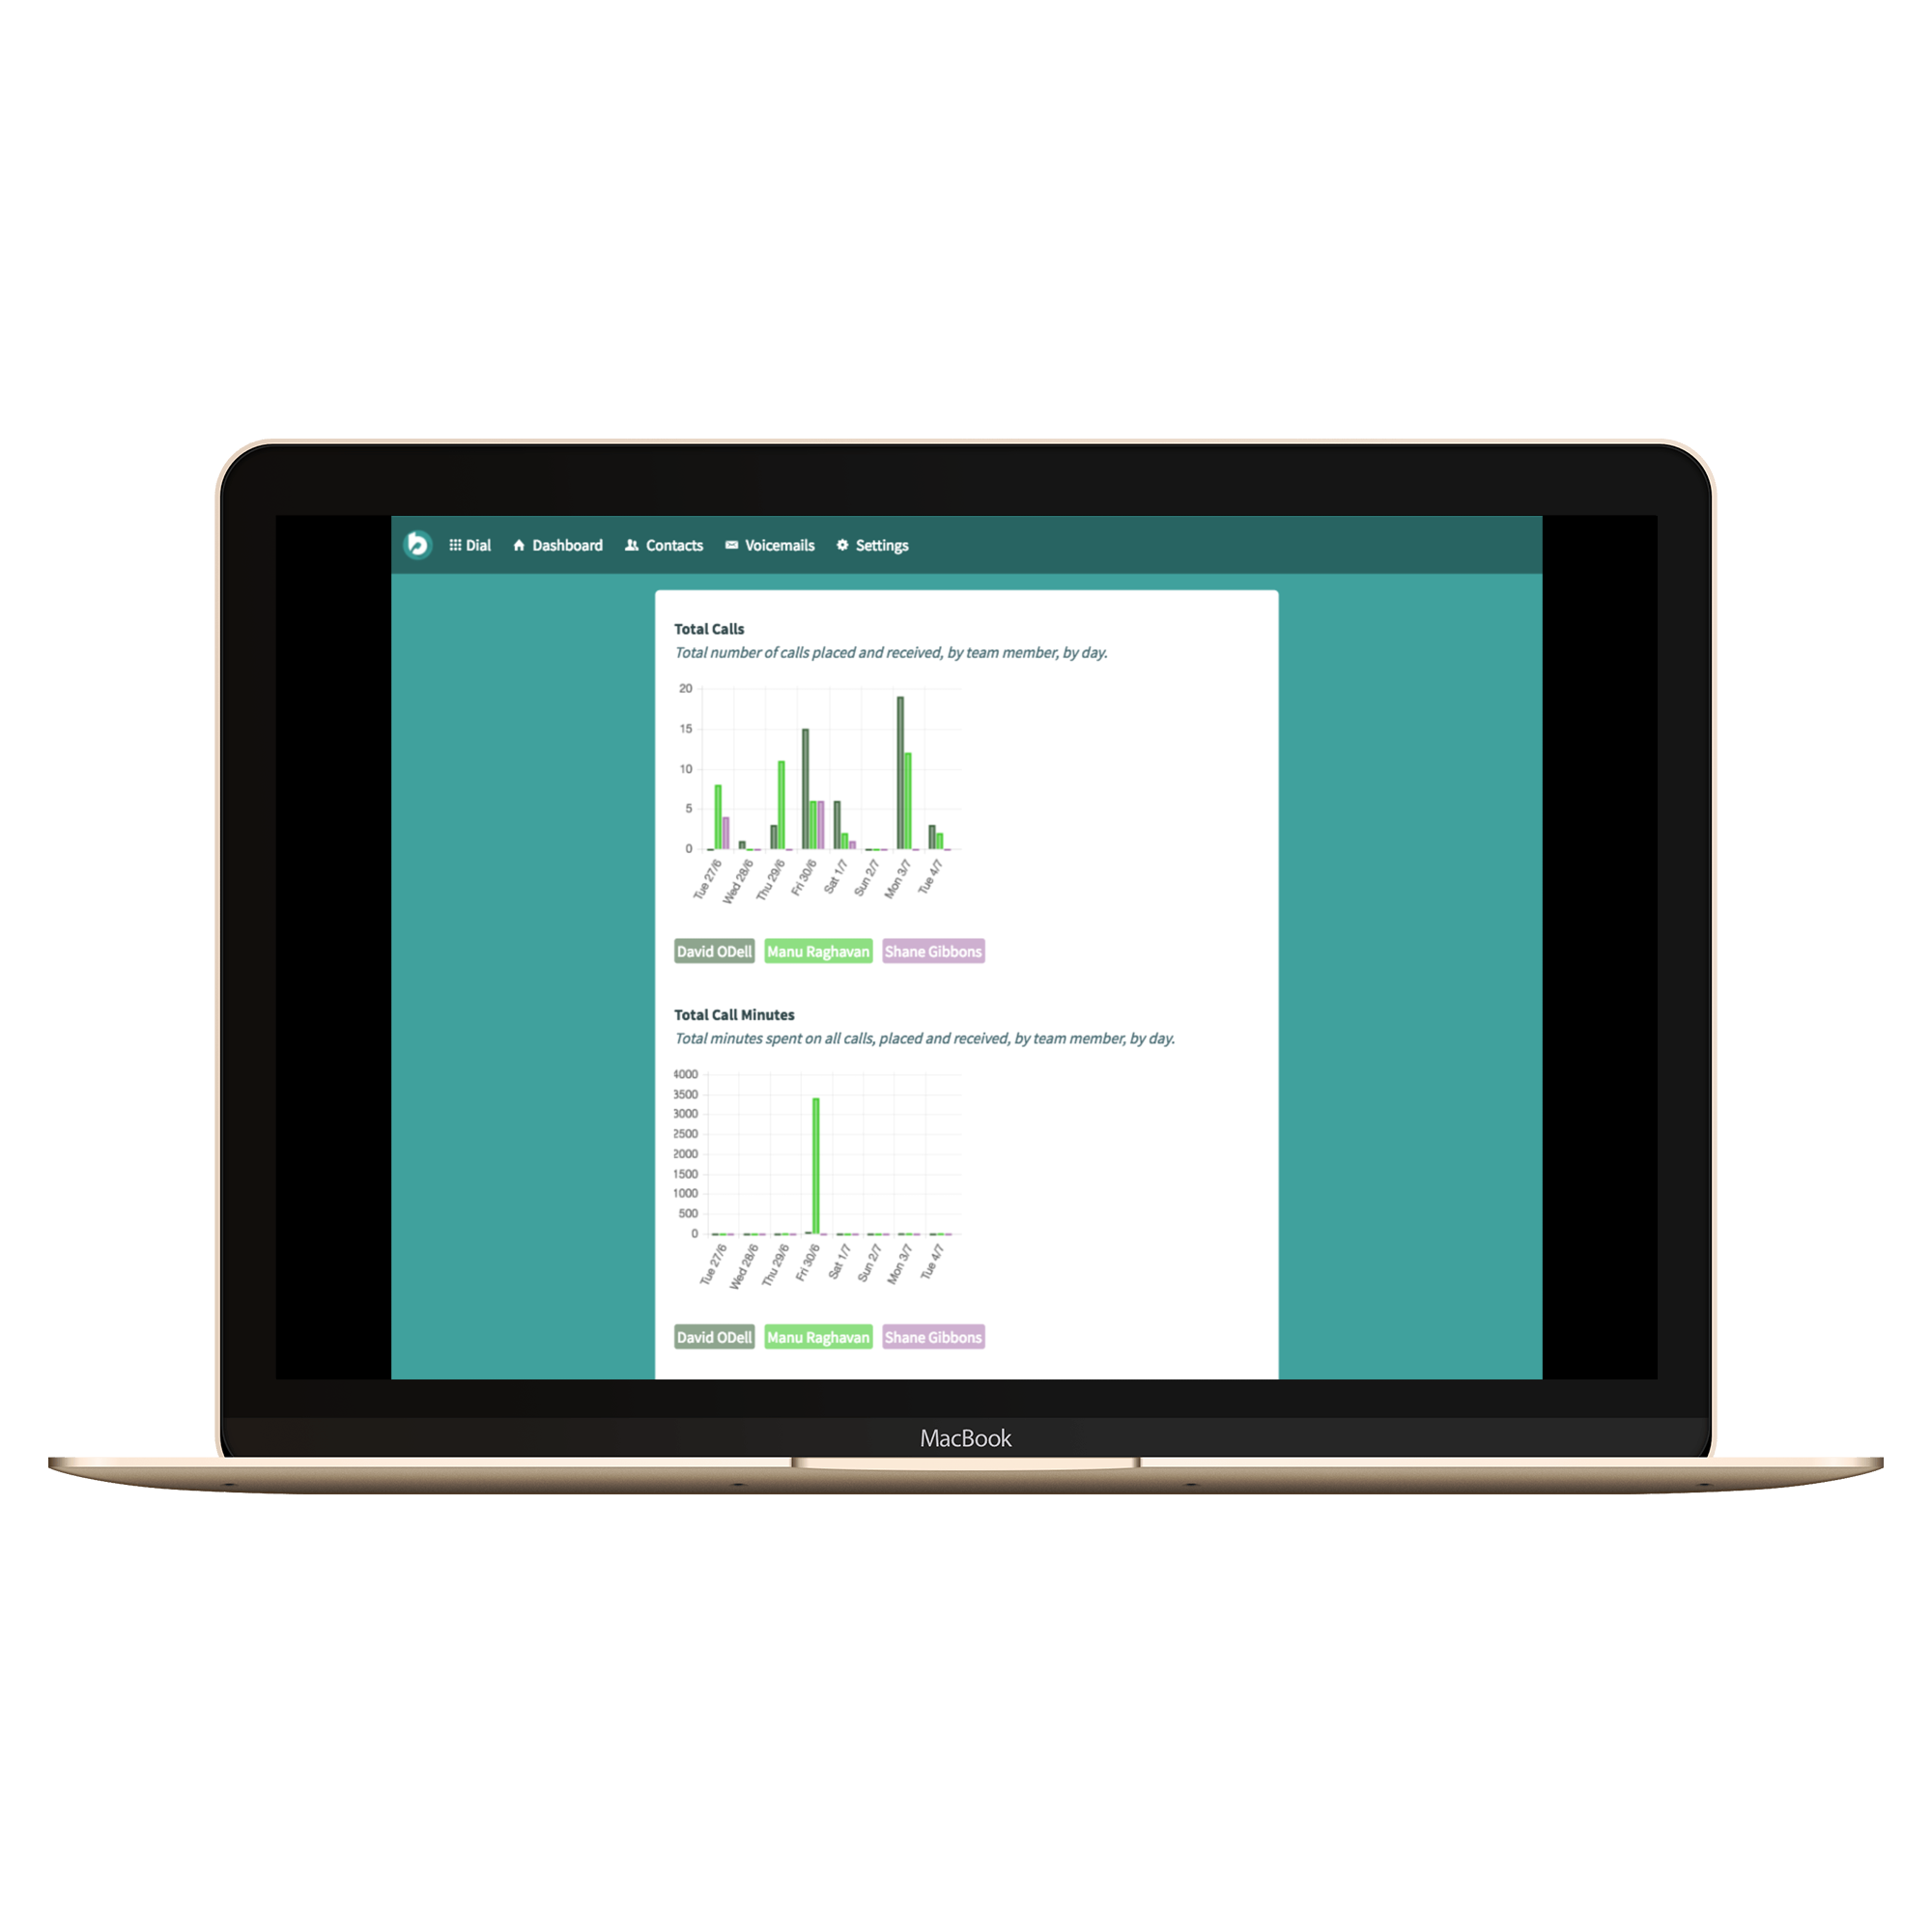 Dial Dashboard Contacts Voicemails Settings
Total Calls
Total number of calls placed and received, by team member, by day.
20
15
10
5
0
Tue 27/6 Wed 28/6 Thu 29/6 Fri 30/6 Sat 1/7 Sun 2/7 Mon 3/7 Tue 4/7
David ODell Manu Raghavan Shane Gibbons
Total Call Minutes
Total minutes spent on all calls, placed and received, by team member, by day.
4000
3500
3000
2500
2000
1500
1000
500
0
Tue 27/6 Wed 28/6 Thu 29/6 Fri 30/6 Sat 1/7 Sun 2/7 Mon 3/7 Tue 4/7
David ODell Manu Raghavan Shane Gibbons
MacBook